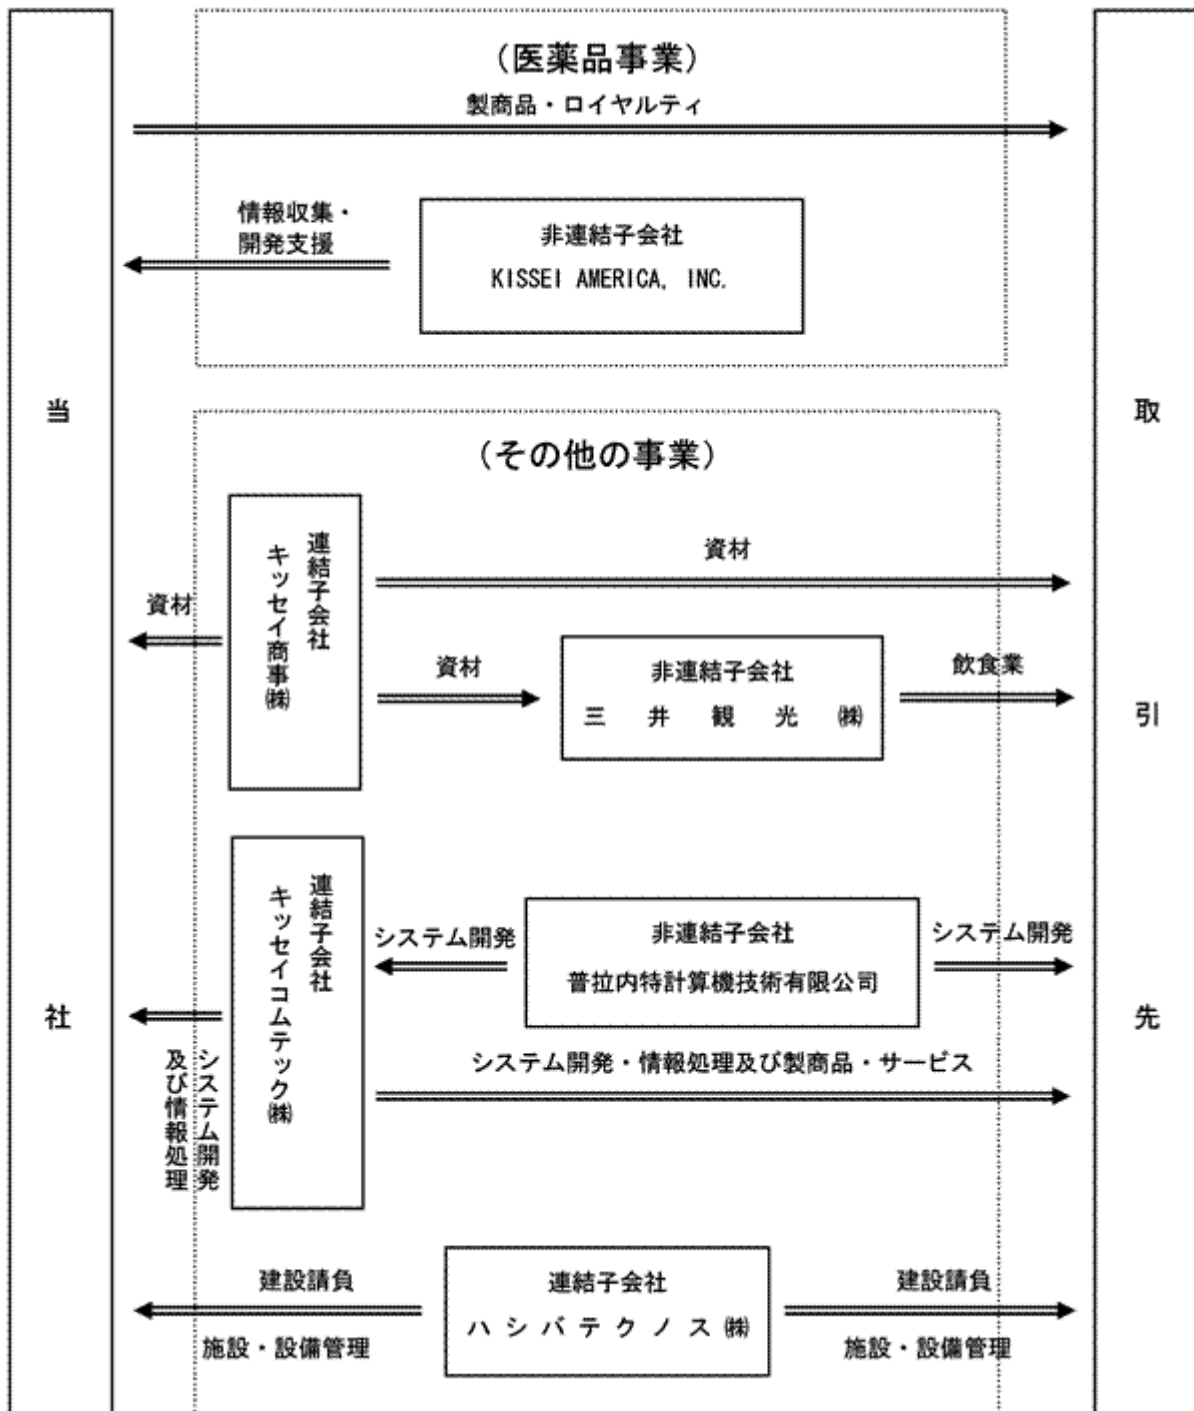 当社
取引先
（医薬品事業）
製商品・ロイヤルティ
情報収集・
開発支援
非連結子会社
KISSEI AMERICA, INC.
（その他の事業）
連結子会社
キッセイ商事㈱
資材
資材
資材
非連結子会社
三井観光㈱
飲食業
連結子会社
キッセイコムテック㈱
システム開発
非連結子会社
普拉内特計算機技術有限公司
システム開発
システム開発
及び情報処理
システム開発・情報処理及び製商品・サービス
建設請負
施設・設備管理
連結子会社
ハシバテクノス㈱
建設請負
施設・設備管理